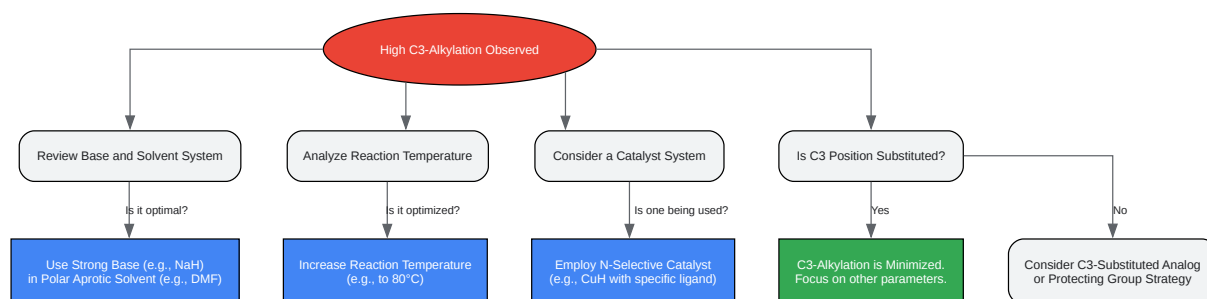 High C3-Alkylation Observed
Review Base and Solvent System
Analyze Reaction Temperature
Consider a Catalyst System
Is C3 Position Substituted?
Is it optimal?
Is it optimized?
Is one being used?
Yes
No
Use Strong Base (e.g., NaH)
in Polar Aprotic Solvent (e.g., DMF)
Increase Reaction Temperature
(e.g., to 80°C)
Employ N-Selective Catalyst
(e.g., CuH with specific ligand)
C3-Alkylation is Minimized.
Focus on other parameters.
Consider C3-Substituted Analog
or Protecting Group Strategy